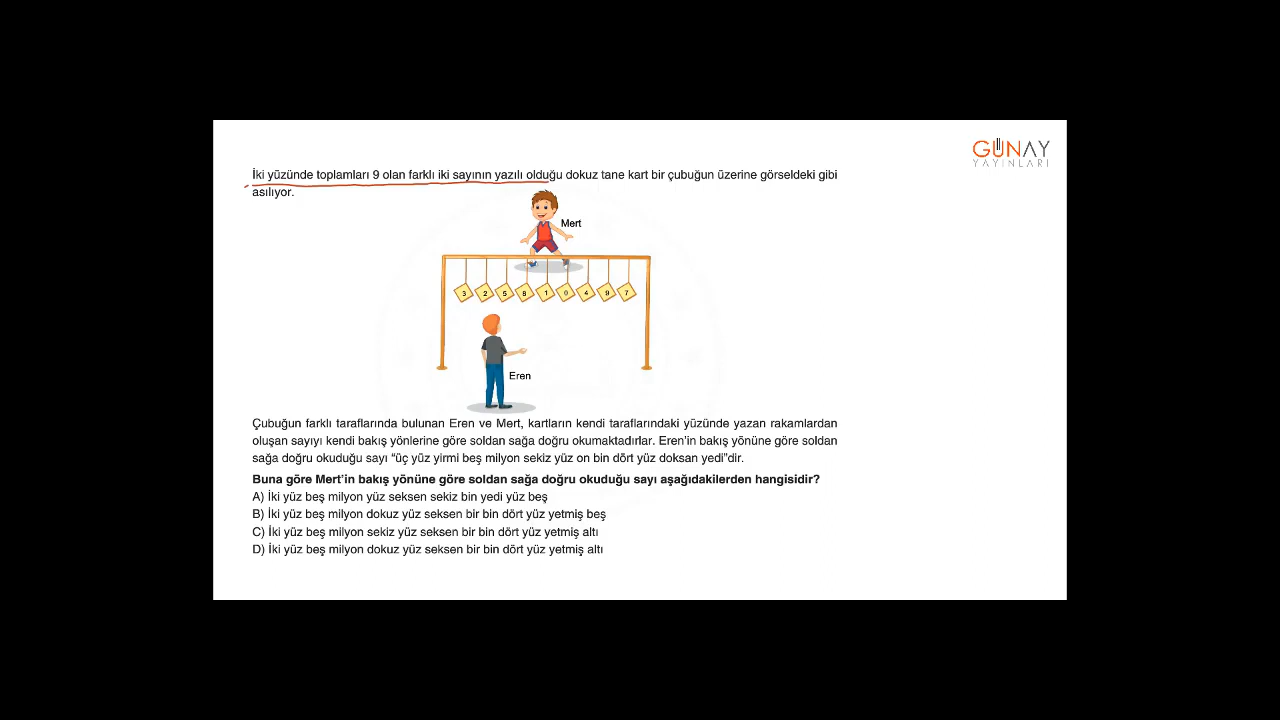 GÜNAY
YAYINLARI
İki yüzünde toplamları 9 olan farklı iki sayının yazılı olduğu dokuz tane kart bir çubuğun üzerine görseldeki gibi
asılıyor.
Mert
3 2 5 8 1 0 4 9 7
Eren
Çubuğun farklı taraflarında bulunan Eren ve Mert, kartların kendi taraflarındaki yüzünde yazan rakamlardan
oluşan sayıyı kendi bakış yönlerine göre soldan sağa doğru okumaktadırlar. Eren’in bakış yönüne göre soldan
sağa doğru okuduğu sayı “üç yüz yirmi beş milyon sekiz yüz on bin dört yüz doksan yedi”dir.
Buna göre Mert’in bakış yönüne göre soldan sağa doğru okuduğu sayı aşağıdakilerden hangisidir?
A) İki yüz beş milyon yüz seksen sekiz bin yedi yüz beş
B) İki yüz beş milyon dokuz yüz seksen bir bin dört yüz yetmiş beş
C) İki yüz beş milyon sekiz yüz seksen bir bin dört yüz yetmiş altı
D) İki yüz beş milyon dokuz yüz seksen bir bin dört yüz yetmiş altı